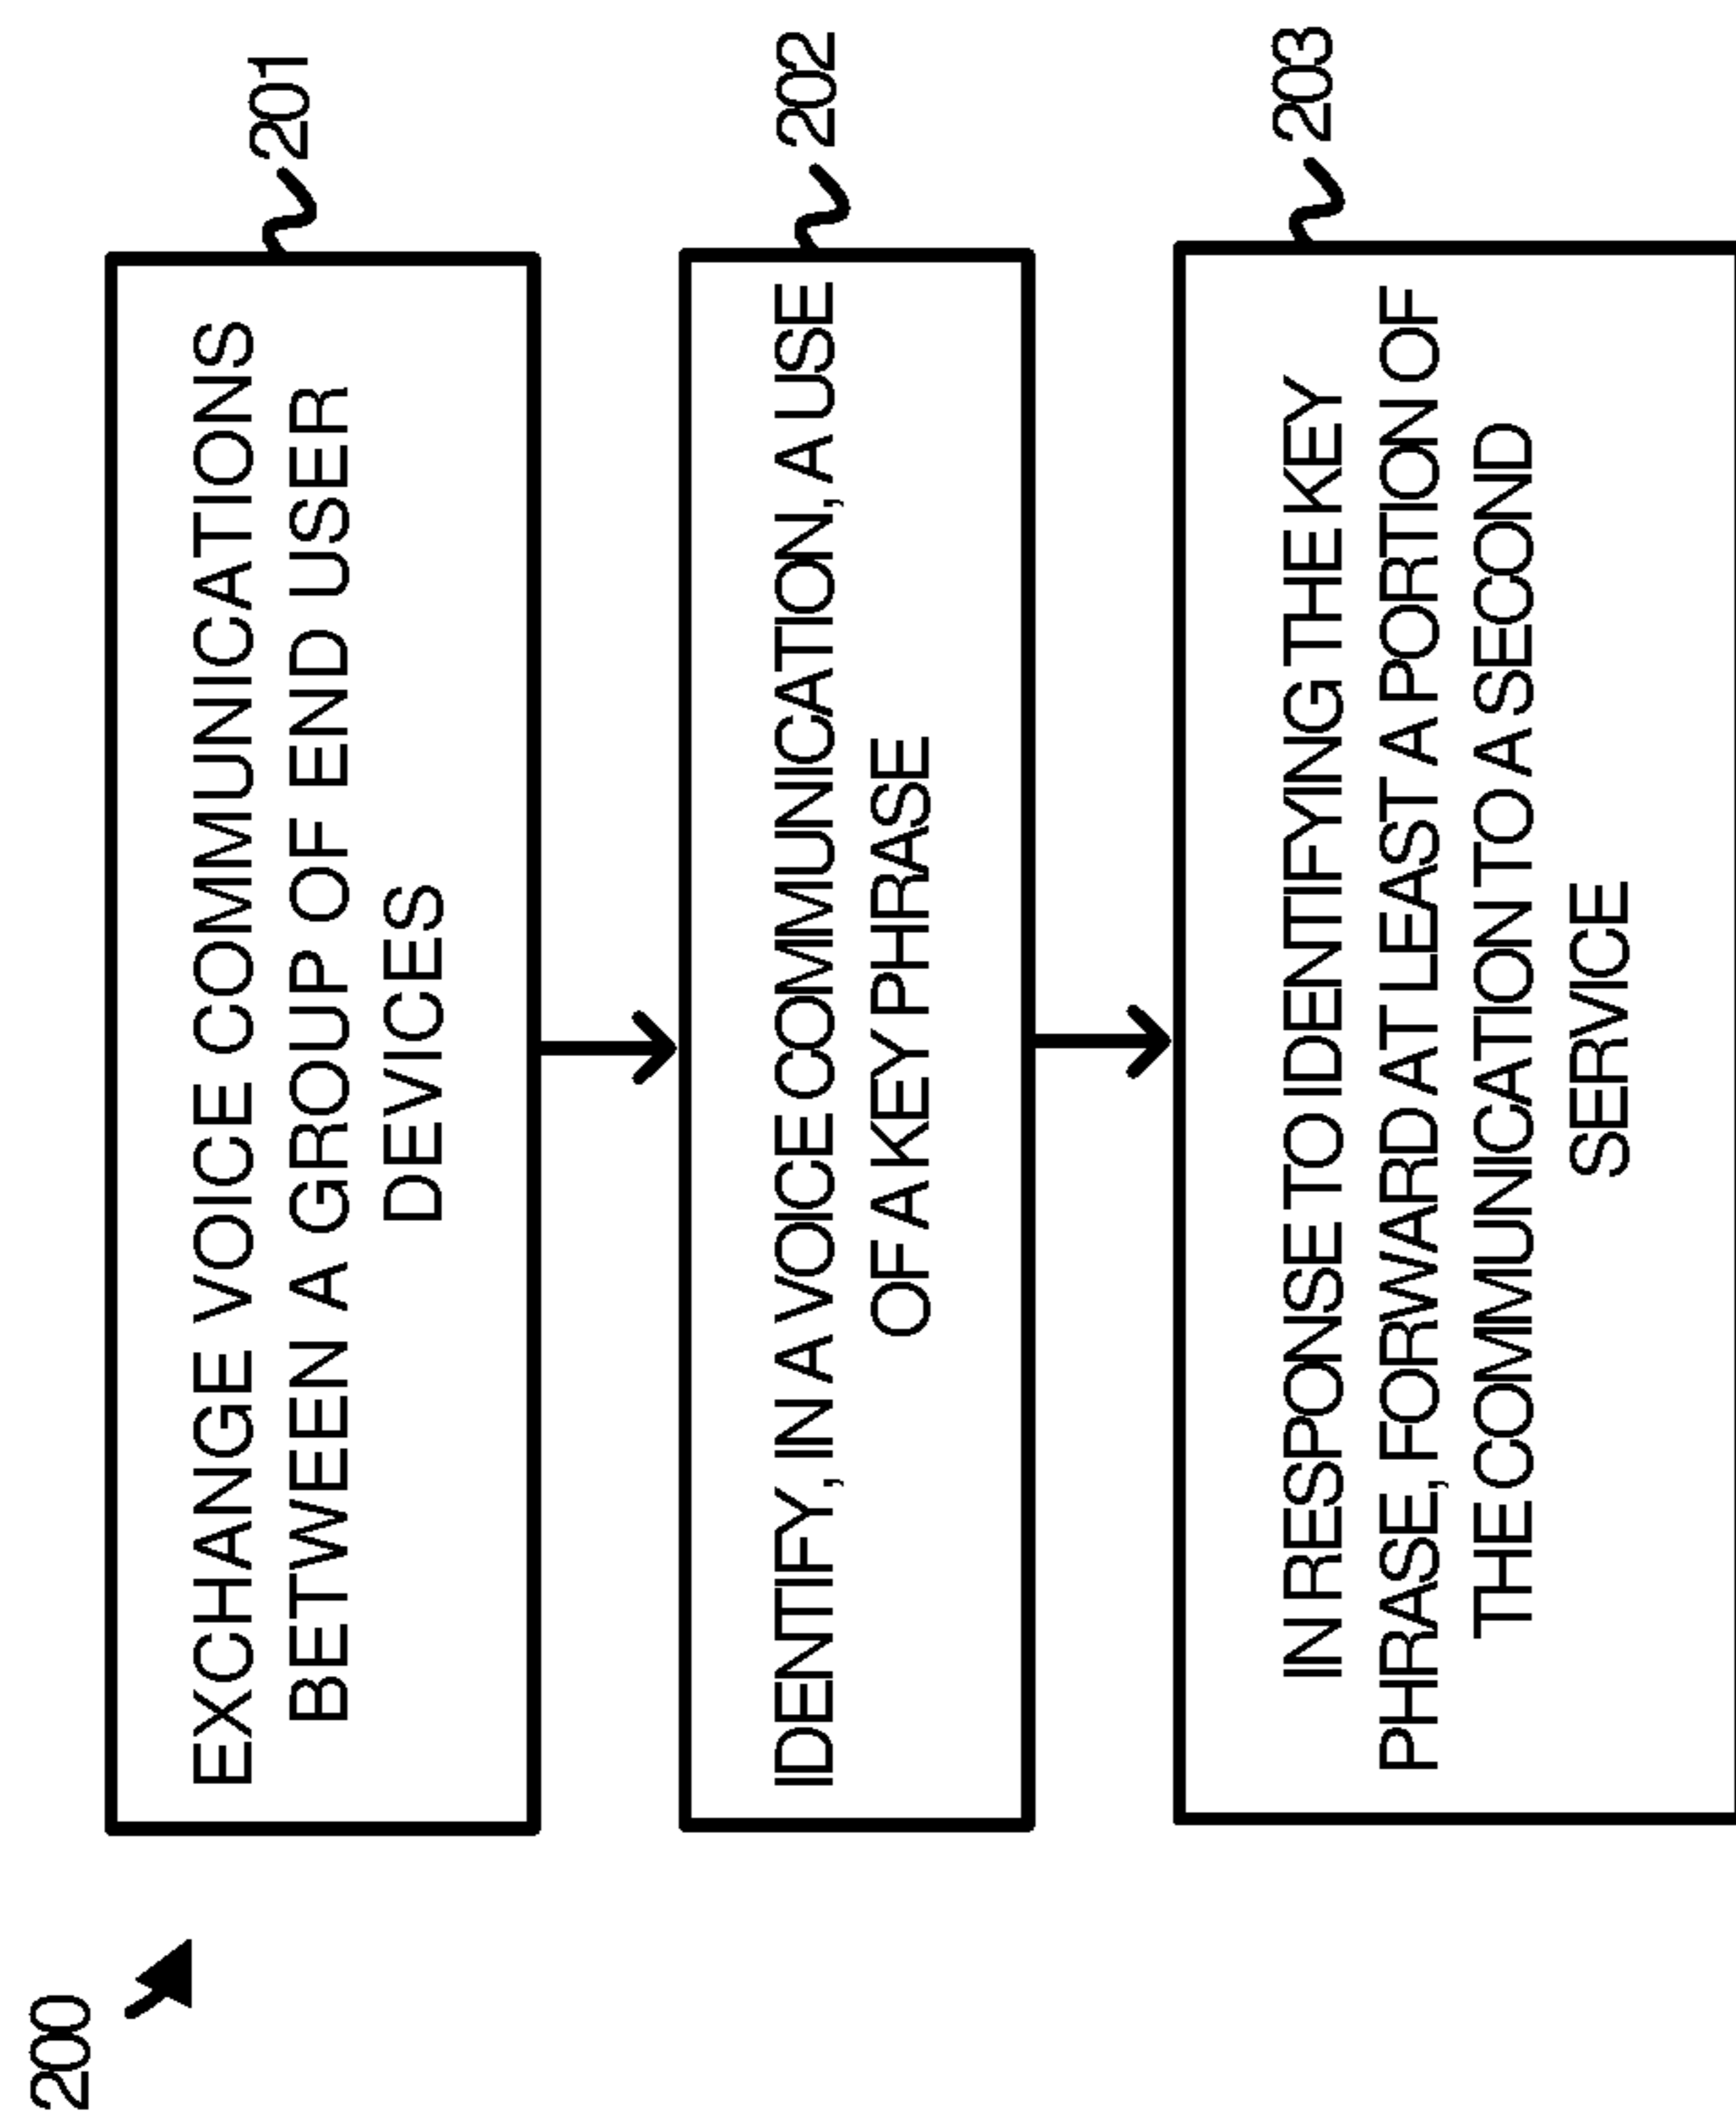 200
EXCHANGE VOICE COMMUNICATIONS
BETWEEN A GROUP OF END USER
DEVICES
201
IDENTIFY, IN A VOICE COMMUNICATION, A USE
OF A KEY PHRASE
202
IN RESPONSE TO IDENTIFYING THE KEY
PHRASE, FORWARD AT LEAST A PORTION OF
THE COMMUNICATION TO A SECOND
SERVICE
203